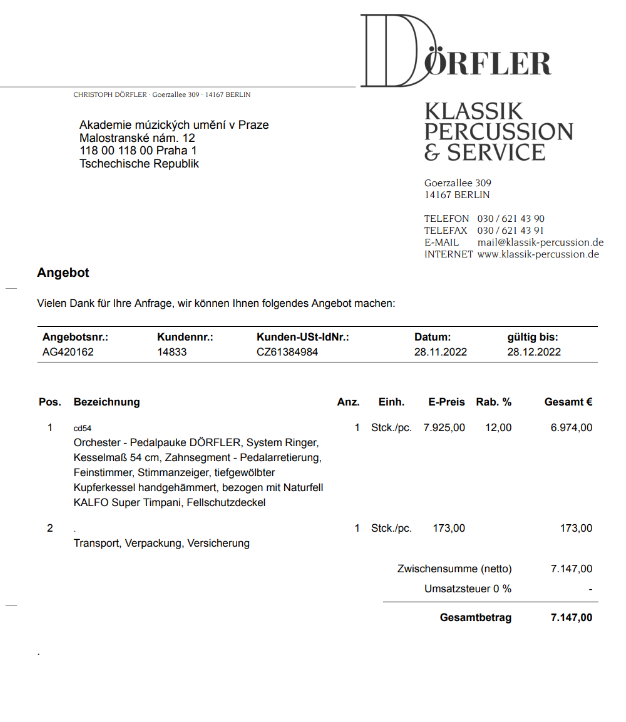 DÖRFLER
KLASSIK
PERCUSSION
& SERVICE
CHRISTOPH DÖRFLER · Goerzallee 309 · 14167 BERLIN
Akademie múzických umění v Praze
Malostranské nám. 12
118 00 118 00 Praha 1
Tschechische Republik
Goerzallee 309
14167 BERLIN
TELEFON 030 / 621 43 90
TELEFAX 030 / 621 43 91
E-MAIL mail@klassik-percussion.de
INTERNET www.klassik-percussion.de
Angebot
Vielen Dank für Ihre Anfrage, wir können Ihnen folgendes Angebot machen:
Angebotsnr.: Kundennr.: Kunden-USt-IdNr.: Datum: gültig bis:
AG420162 14833 CZ61384984 28.11.2022 28.12.2022
Pos. Bezeichnung Anz. Einh. E-Preis Rab. % Gesamt €
1 cd54 1 Stck./pc. 7.925,00 12,00 6.974,00
Orchester - Pedalpauke DÖRFLER, System Ringer,
Kesselmaß 54 cm, Zahnsegment - Pedalarretierung,
Feinstimmer, Stimmanzeiger, tiefgewölbter
Kupferkessel handgehämmert, bezogen mit Naturfell
KALFO Super Timpani, Fellschutzdeckel
2 . 1 Stck./pc. 173,00 173,00
Transport, Verpackung, Versicherung
Zwischensumme (netto) 7.147,00
Umsatzsteuer 0 % -
Gesamtbetrag 7.147,00
.